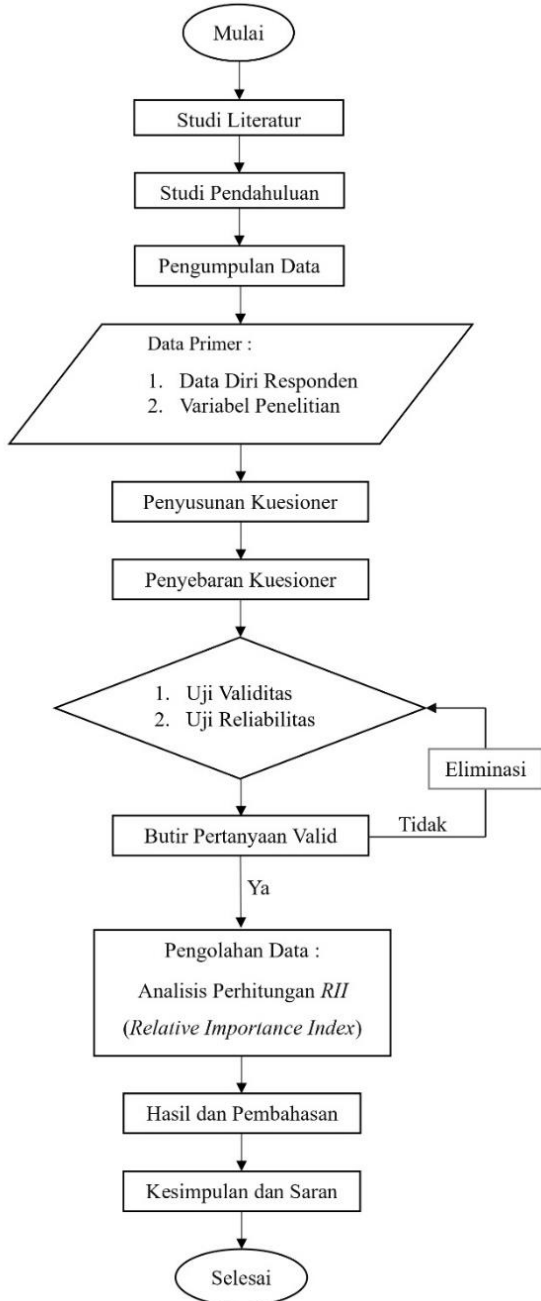 Mulai
Studi Literatur
Studi Pendahuluan
Pengumpulan Data
Data Primer :
1. Data Diri Responden
2. Variabel Penelitian
Penyusunan Kuesioner
Penyebaran Kuesioner
1. Uji Validitas
2. Uji Reliabilitas
Eliminasi
Butir Pertanyaan Valid
Tidak
Ya
Pengolahan Data :
Analisis Perhitungan RII
(Relative Importance Index)
Hasil dan Pembahasan
Kesimpulan dan Saran
Selesai